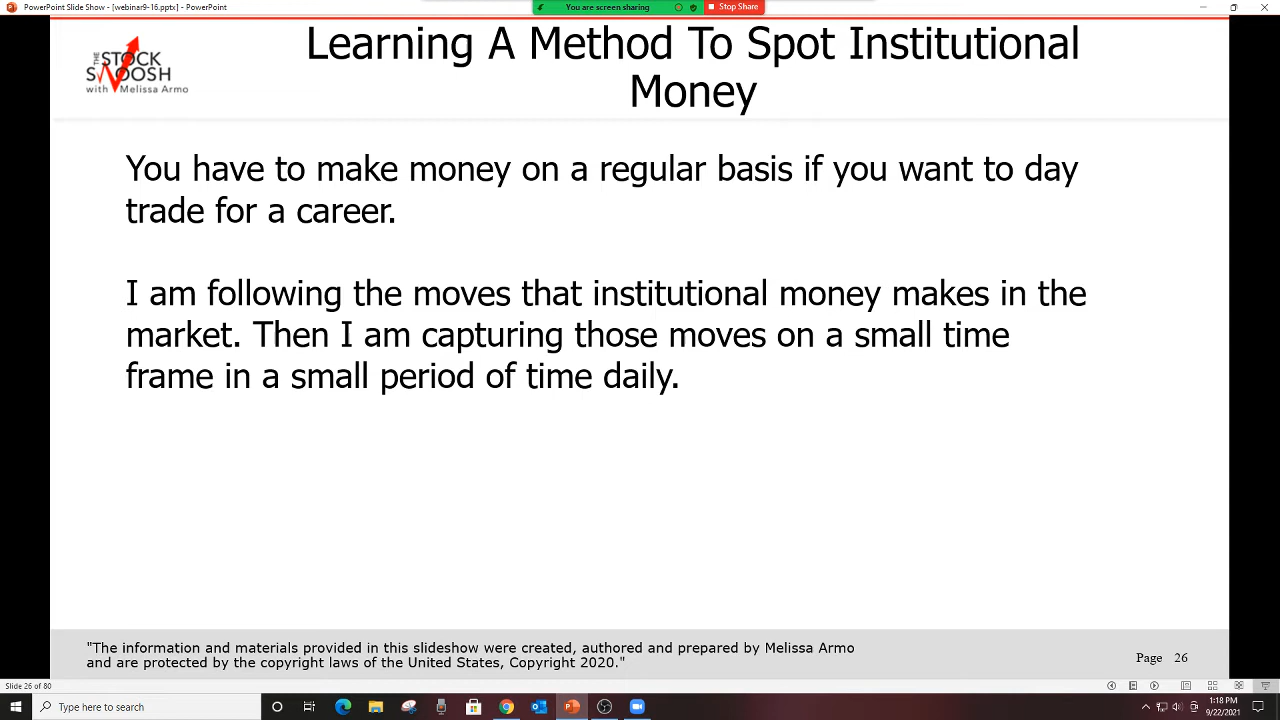 PowerPoint Slide Show - [webinar9-16.pptx] - PowerPoint
You are screen sharing
Stop Share
THE STOCK
SWOOSH
with Melissa Armo
Learning A Method To Spot Institutional
Money
You have to make money on a regular basis if you want to day
trade for a career.
I am following the moves that institutional money makes in the
market. Then I am capturing those moves on a small time
frame in a small period of time daily.
"The information and materials provided in this slideshow were created, authored and prepared by Melissa Armo
and are protected by the copyright laws of the United States, Copyright 2020."
Page 26
Slide 26 of 80
Type here to search
1:18 PM
9/22/2021